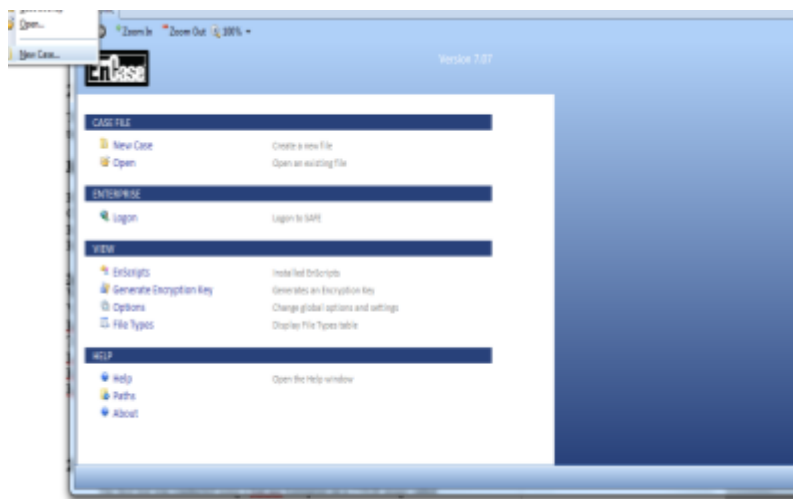 Open...
Zoom In Zoom Out 100%
New Case...
EnCase
Version 7.07
CASE FILE
New Case Create a new file
Open Open an existing file
ENTERPRISE
Logon Logon to SAFE
VIEW
EnScripts Installed EnScripts
Generate Encryption Key Generates an Encryption Key
Options Change global options and settings
File Types Display File Types table
HELP
Help Open the Help window
Paths
About